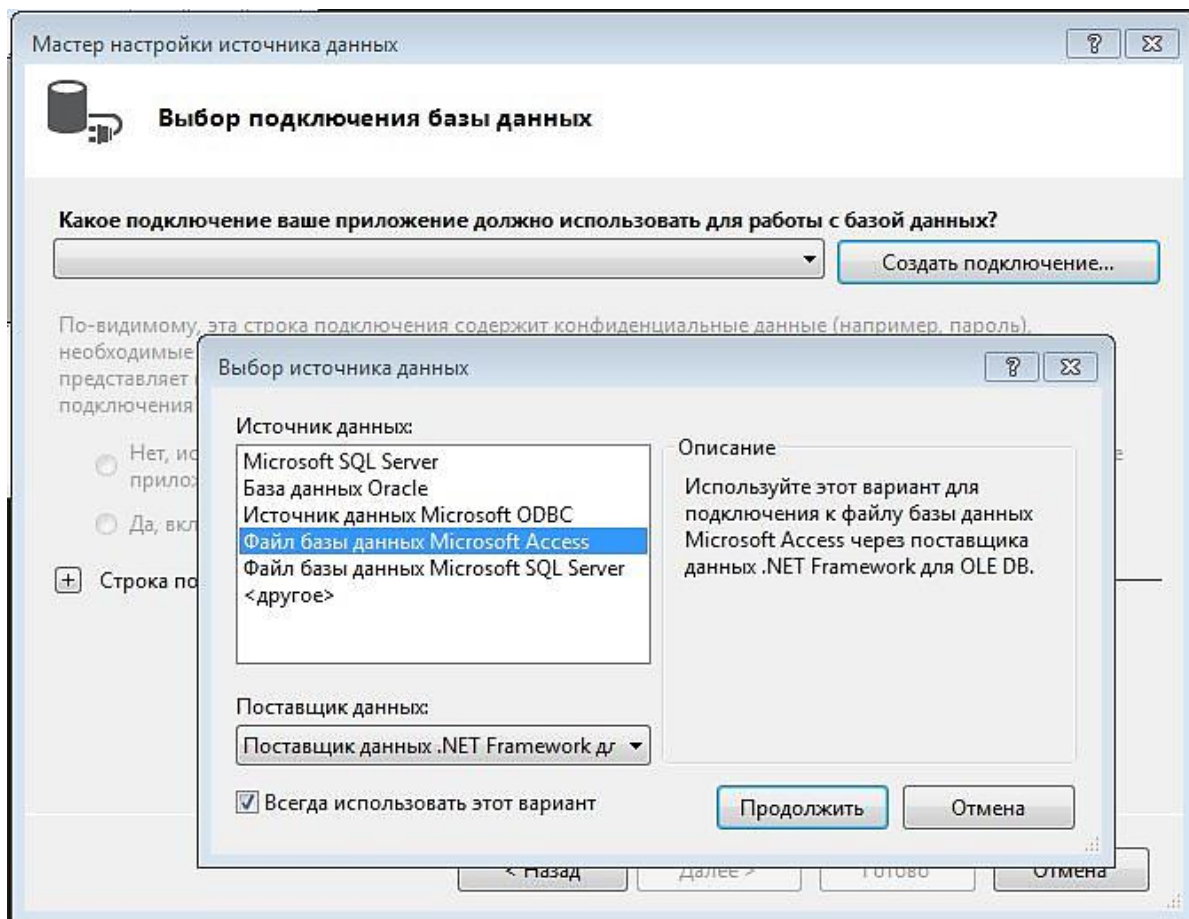 Мастер настройки источника данных
Выбор подключения базы данных
Какое подключение ваше приложение должно использовать для работы с базой данных?
Создать подключение...
По-видимому, эта строка подключения содержит конфиденциальные данные (например, пароль),
необходимые
представляет
подключения
Нет, ис
прилож
Да, вкл
Строка по
Выбор источника данных
Источник данных:
Microsoft SQL Server
База данных Oracle
Источник данных Microsoft ODBC
Файл базы данных Microsoft Access
Файл базы данных Microsoft SQL Server
<другое>
Описание
Используйте этот вариант для
подключения к файлу базы данных
Microsoft Access через поставщика
данных .NET Framework для OLE DB.
Поставщик данных:
Поставщик данных .NET Framework дл
Всегда использовать этот вариант
Продолжить
Отмена
< Назад
Далее >
Готово
Отмена